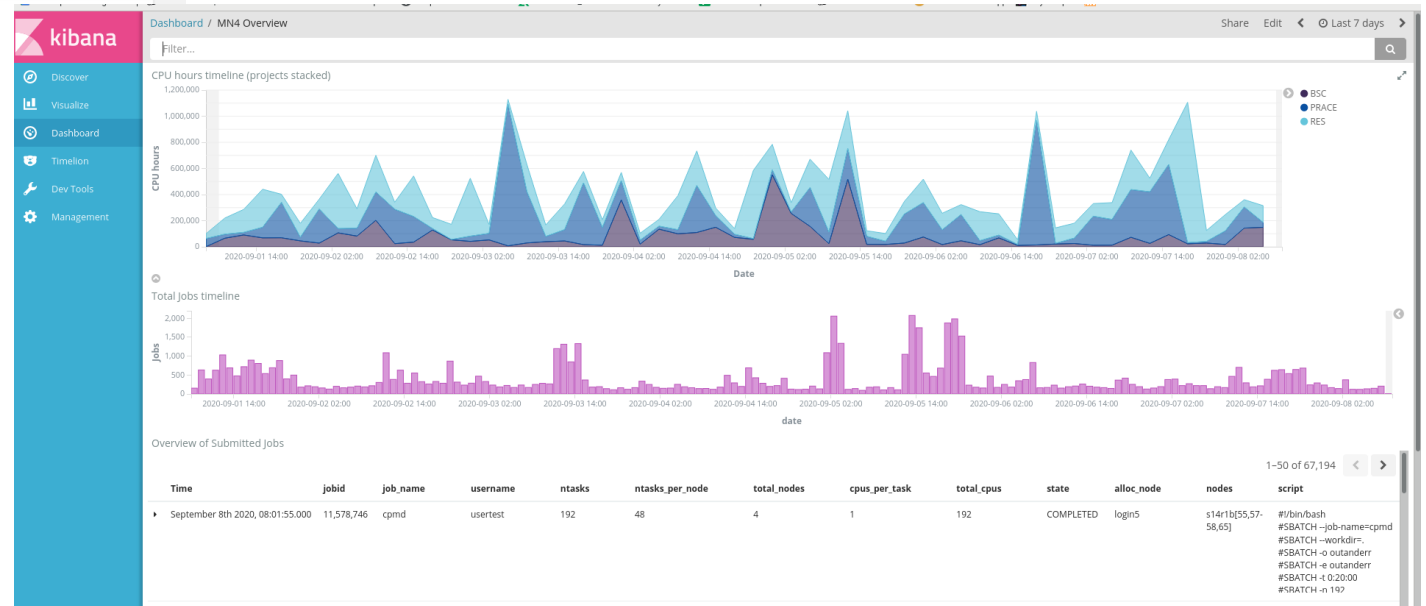 kibana
Discover
Visualize
Dashboard
Timelion
Dev Tools
Management
Dashboard / MN4 Overview
Share Edit Last 7 days
Filter...
CPU hours timeline (projects stacked)
1,200,000
1,000,000
800,000
600,000
400,000
200,000
0
CPU hours
2020-09-01 14:00 2020-09-02 02:00 2020-09-02 14:00 2020-09-03 02:00 2020-09-03 14:00 2020-09-04 02:00 2020-09-04 14:00 2020-09-05 02:00 2020-09-05 14:00 2020-09-06 02:00 2020-09-06 14:00 2020-09-07 02:00 2020-09-07 14:00 2020-09-08 02:00
Date
BSC
PRACE
RES
Total Jobs timeline
2,000
1,500
1,000
500
0
Jobs
2020-09-01 14:00 2020-09-02 02:00 2020-09-02 14:00 2020-09-03 02:00 2020-09-03 14:00 2020-09-04 02:00 2020-09-04 14:00 2020-09-05 02:00 2020-09-05 14:00 2020-09-06 02:00 2020-09-06 14:00 2020-09-07 02:00 2020-09-07 14:00 2020-09-08 02:00
date
Overview of Submitted Jobs
1–50 of 67,194
Time jobid job_name username ntasks ntasks_per_node total_nodes cpus_per_task total_cpus state alloc_node nodes script
September 8th 2020, 08:01:55.000 11,578,746 cpmd usertest 192 48 4 1 192 COMPLETED login5 s14r1b[55,57- #!/bin/bash
58,65] #SBATCH --job-name=cpmd
#SBATCH --workdir=.
#SBATCH -o outanderr
#SBATCH -e outanderr
#SBATCH -t 0:20:00
#SBATCH -n 192